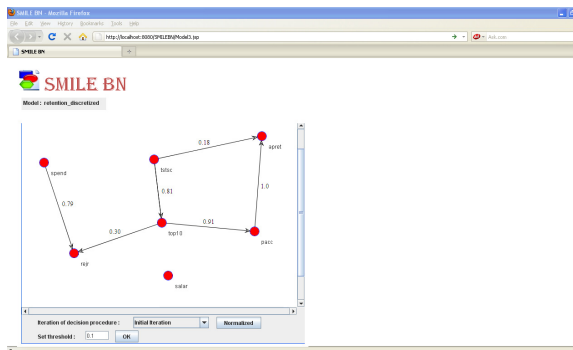 SMILE BN - Mozilla Firefox
File Edit View History Bookmarks Tools Help
http://localhost:8080/SMILEBN/Model3.jsp
Ask.com
SMILE BN
SMILE BN
Model : retention_discretized
0.18
apret
tstsc
spend
0.81
1.0
0.79
0.91
0.30
top10
pacc
rejr
salar
Iteration of decision procedure : Initial Iteration Normalized
Set threshold : 0.1 OK